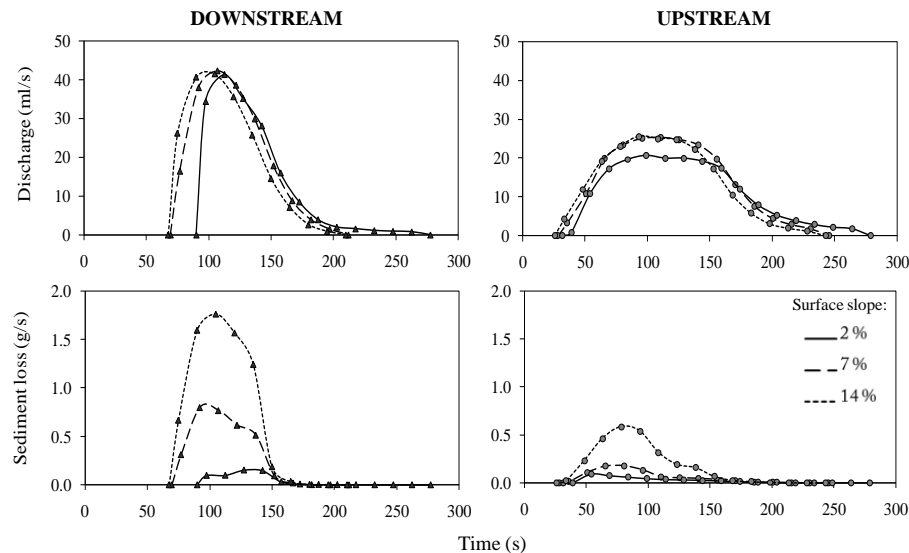 DOWNSTREAM
UPSTREAM
Discharge (ml/s)
50
40
30
20
10
0
0 50 100 150 200 250 300
50
40
30
20
10
0
0 50 100 150 200 250 300
Sediment loss (g/s)
2.0
1.5
1.0
0.5
0.0
0 50 100 150 200 250 300
2.0
1.5
1.0
0.5
0.0
0 50 100 150 200 250 300
Surface slope:
2 %
7 %
14 %
Time (s)